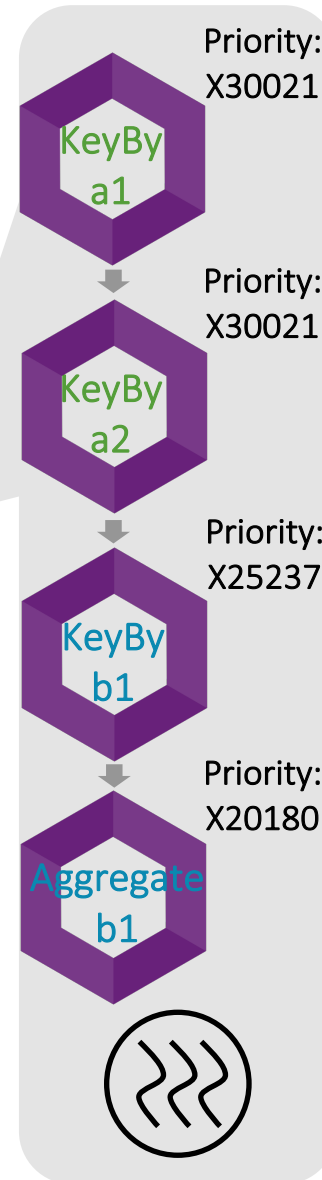 Priority:
X30021
KeyBy
a1
Priority:
X30021
KeyBy
a2
Priority:
X25237
KeyBy
b1
Priority:
X20180
Aggregate
b1